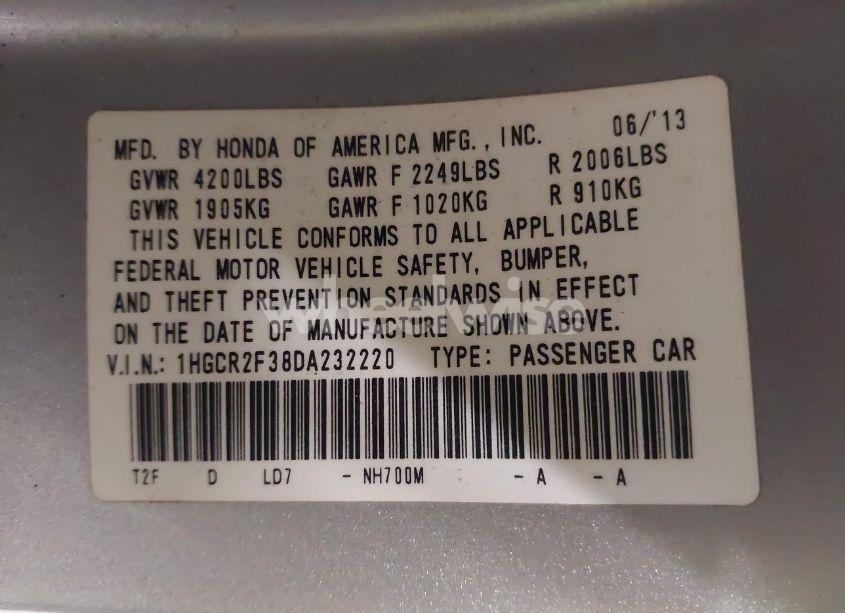 MFD. BY HONDA OF AMERICA MFG., INC. 06/'13
GVWR 4200LBS GAWR F 2249LBS R 2006LBS
GVWR 1905KG GAWR F 1020KG R 910KG
THIS VEHICLE CONFORMS TO ALL APPLICABLE
FEDERAL MOTOR VEHICLE SAFETY, BUMPER,
AND THEFT PREVENTION STANDARDS IN EFFECT
ON THE DATE OF MANUFACTURE SHOWN ABOVE.
V.I.N.: 1HGCR2F38DA232220 TYPE: PASSENGER CAR
T2F D LD7 - NH700M - A - A